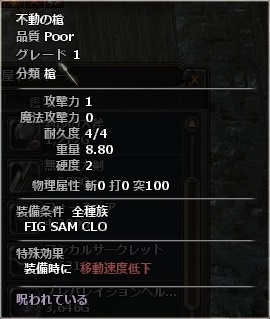 不動の槍
品質 Poor
グレード 1
分類 槍
攻撃力 1
魔法攻撃力 0
耐久度 4/4
重量 8.80
硬度 2
物理属性 斬0 打0 突100
装備条件 全種族
FIG SAM CLO
特殊効果
装備時に 移動速度低下
呪われている